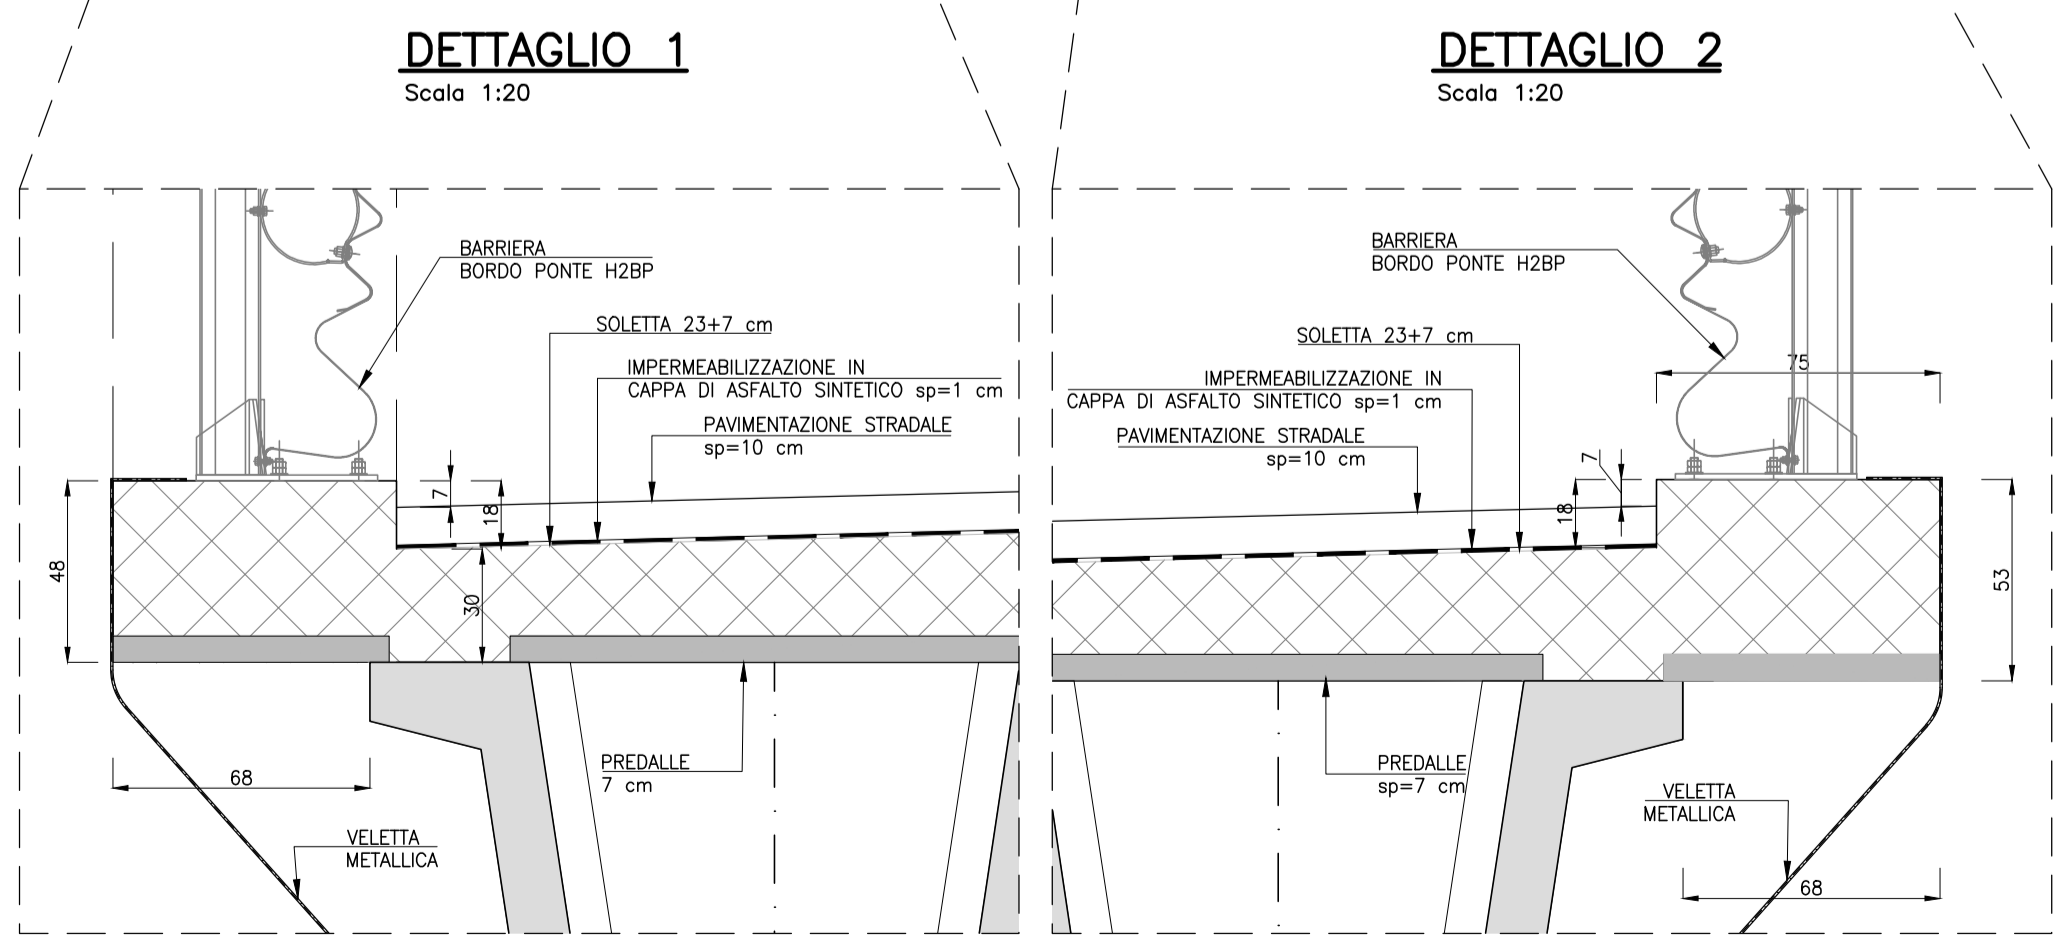 DETTAGLIO 1
Scala 1:20
BARRIERA
BORDO PONTE H2BP
SOLETTA 23+7 cm
IMPERMEABILIZZAZIONE IN
CAPPA DI ASFALTO SINTETICO sp=1 cm
PAVIMENTAZIONE STRADALE
sp=10 cm
7
18
48
30
PREDALLE
7 cm
68
VELETTA
METALLICA
DETTAGLIO 2
Scala 1:20
BARRIERA
BORDO PONTE H2BP
SOLETTA 23+7 cm
75
IMPERMEABILIZZAZIONE IN
CAPPA DI ASFALTO SINTETICO sp=1 cm
PAVIMENTAZIONE STRADALE
sp=10 cm
7
18
53
PREDALLE
sp=7 cm
VELETTA
METALLICA
68